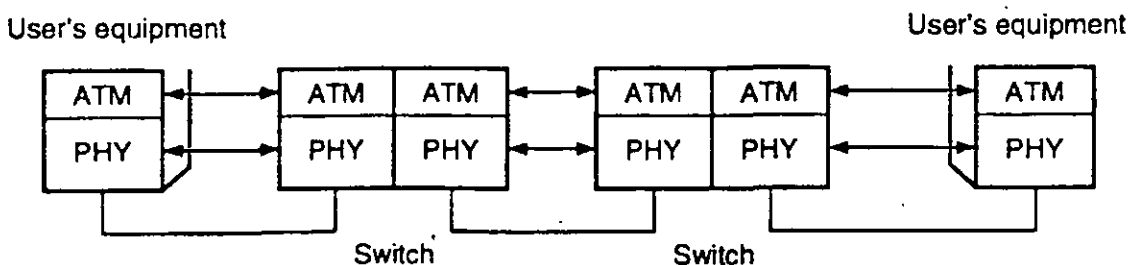 User's equipment
User's equipment
ATM ATM ATM ATM ATM ATM
PHY PHY PHY PHY PHY PHY
Switch Switch